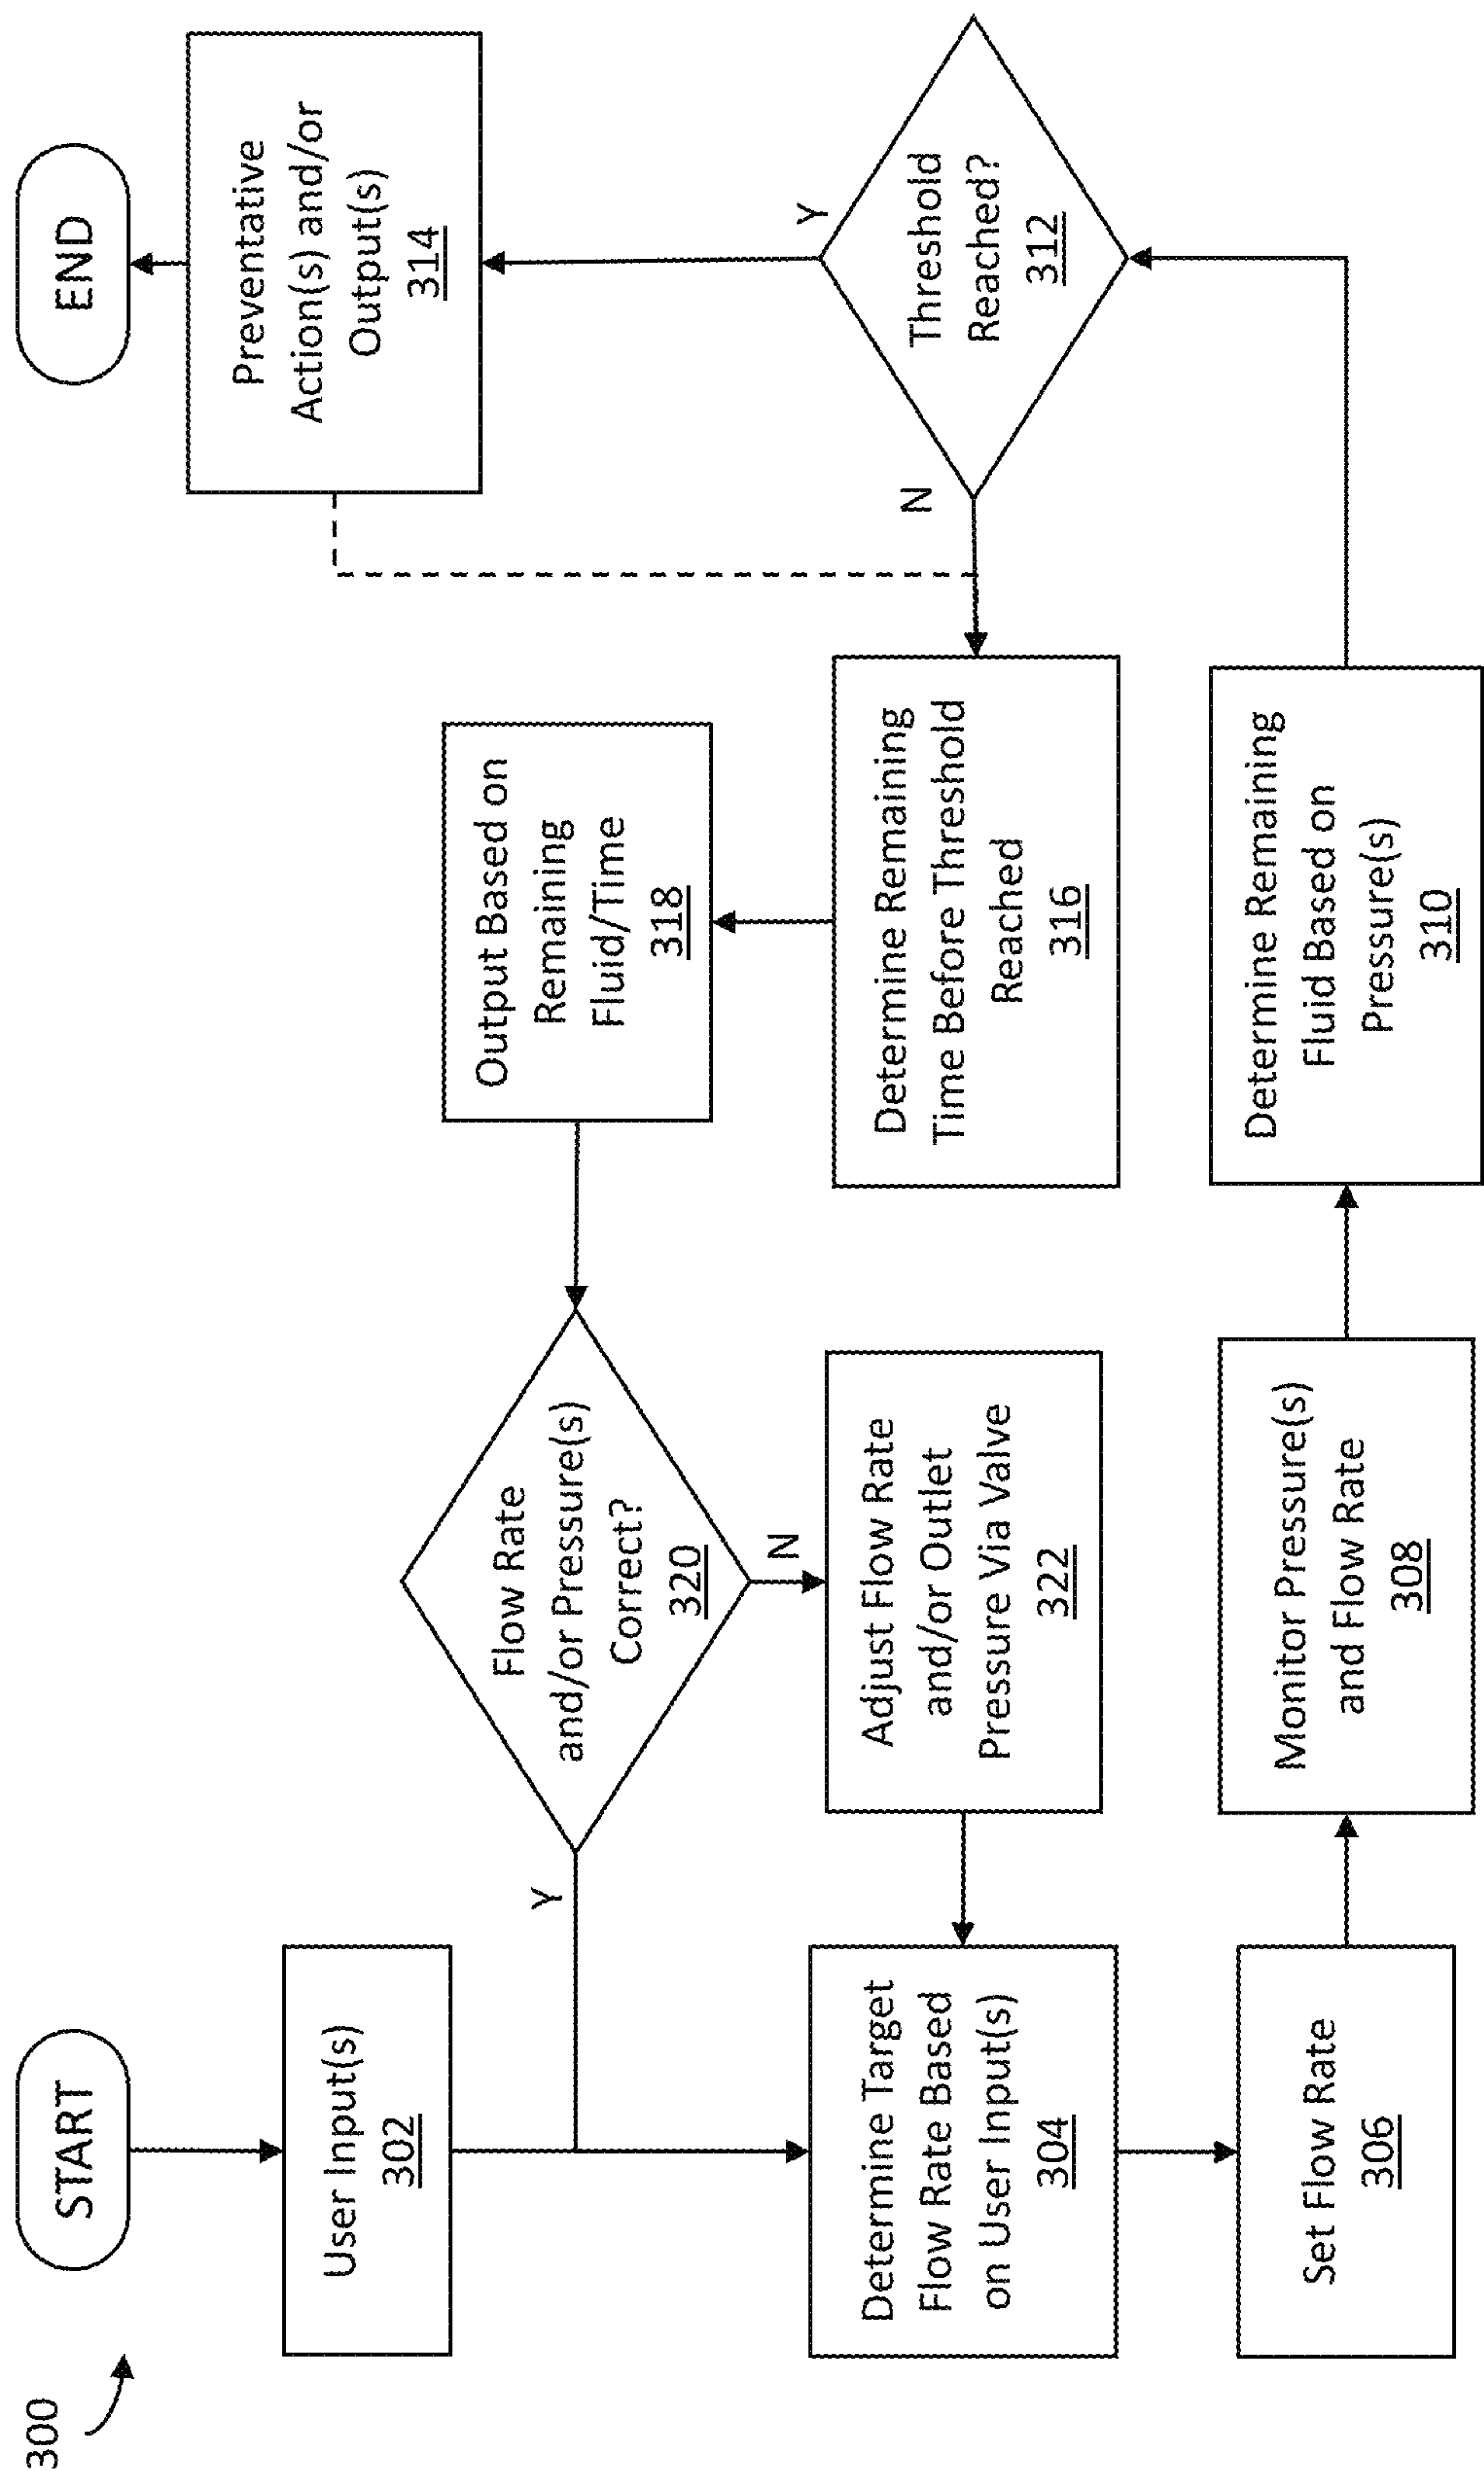 300
START
User Input(s)
302
Determine Target
Flow Rate Based
on User Input(s)
304
Set Flow Rate
306
Monitor Pressure(s)
and Flow Rate
308
Determine Remaining
Fluid Based on
Pressure(s)
310
Threshold
Reached?
312
Y
N
Preventative
Action(s) and/or
Output(s)
314
END
Determine Remaining
Time Before Threshold
Reached
316
Output Based on
Remaining
Fluid/Time
318
Flow Rate
and/or Pressure(s)
Correct?
320
Y
N
Adjust Flow Rate
and/or Outlet
Pressure Via Valve
322